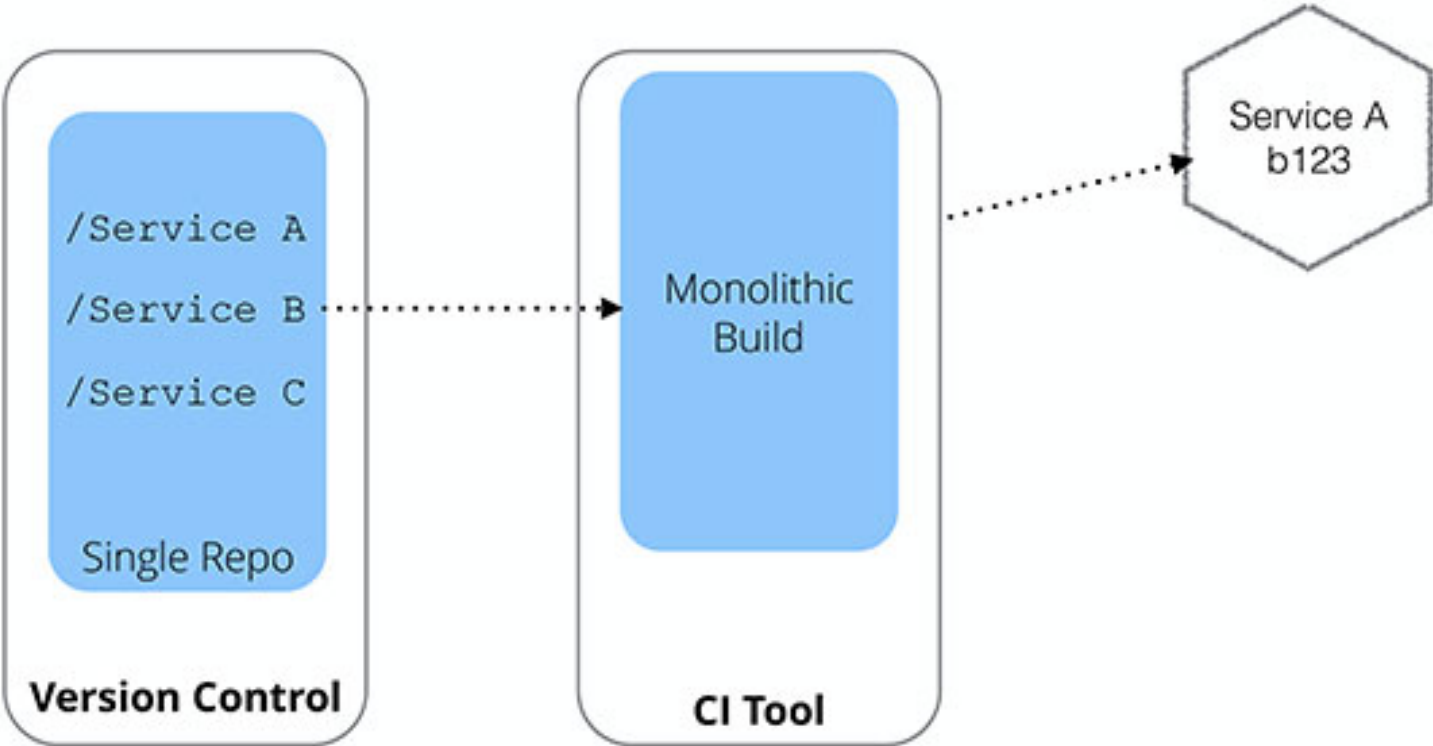 /Service A
/Service B
/Service C
Single Repo
Version Control
Monolithic
Build
CI Tool
Service A
b123